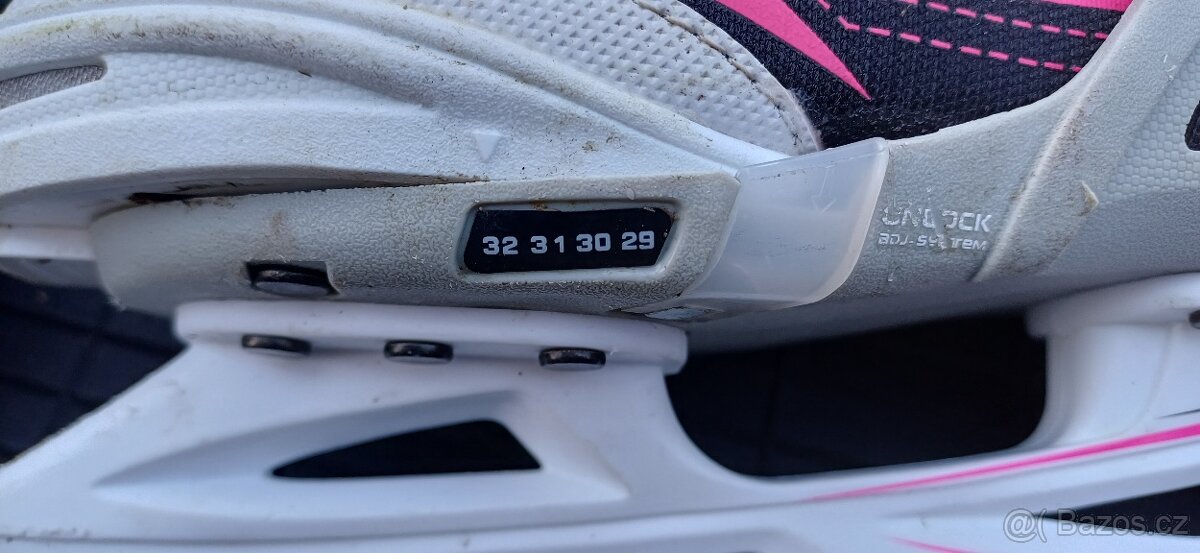 32 31 30 29
UNLOCK
ADJ-SYSTEM
@( Bazos.cz